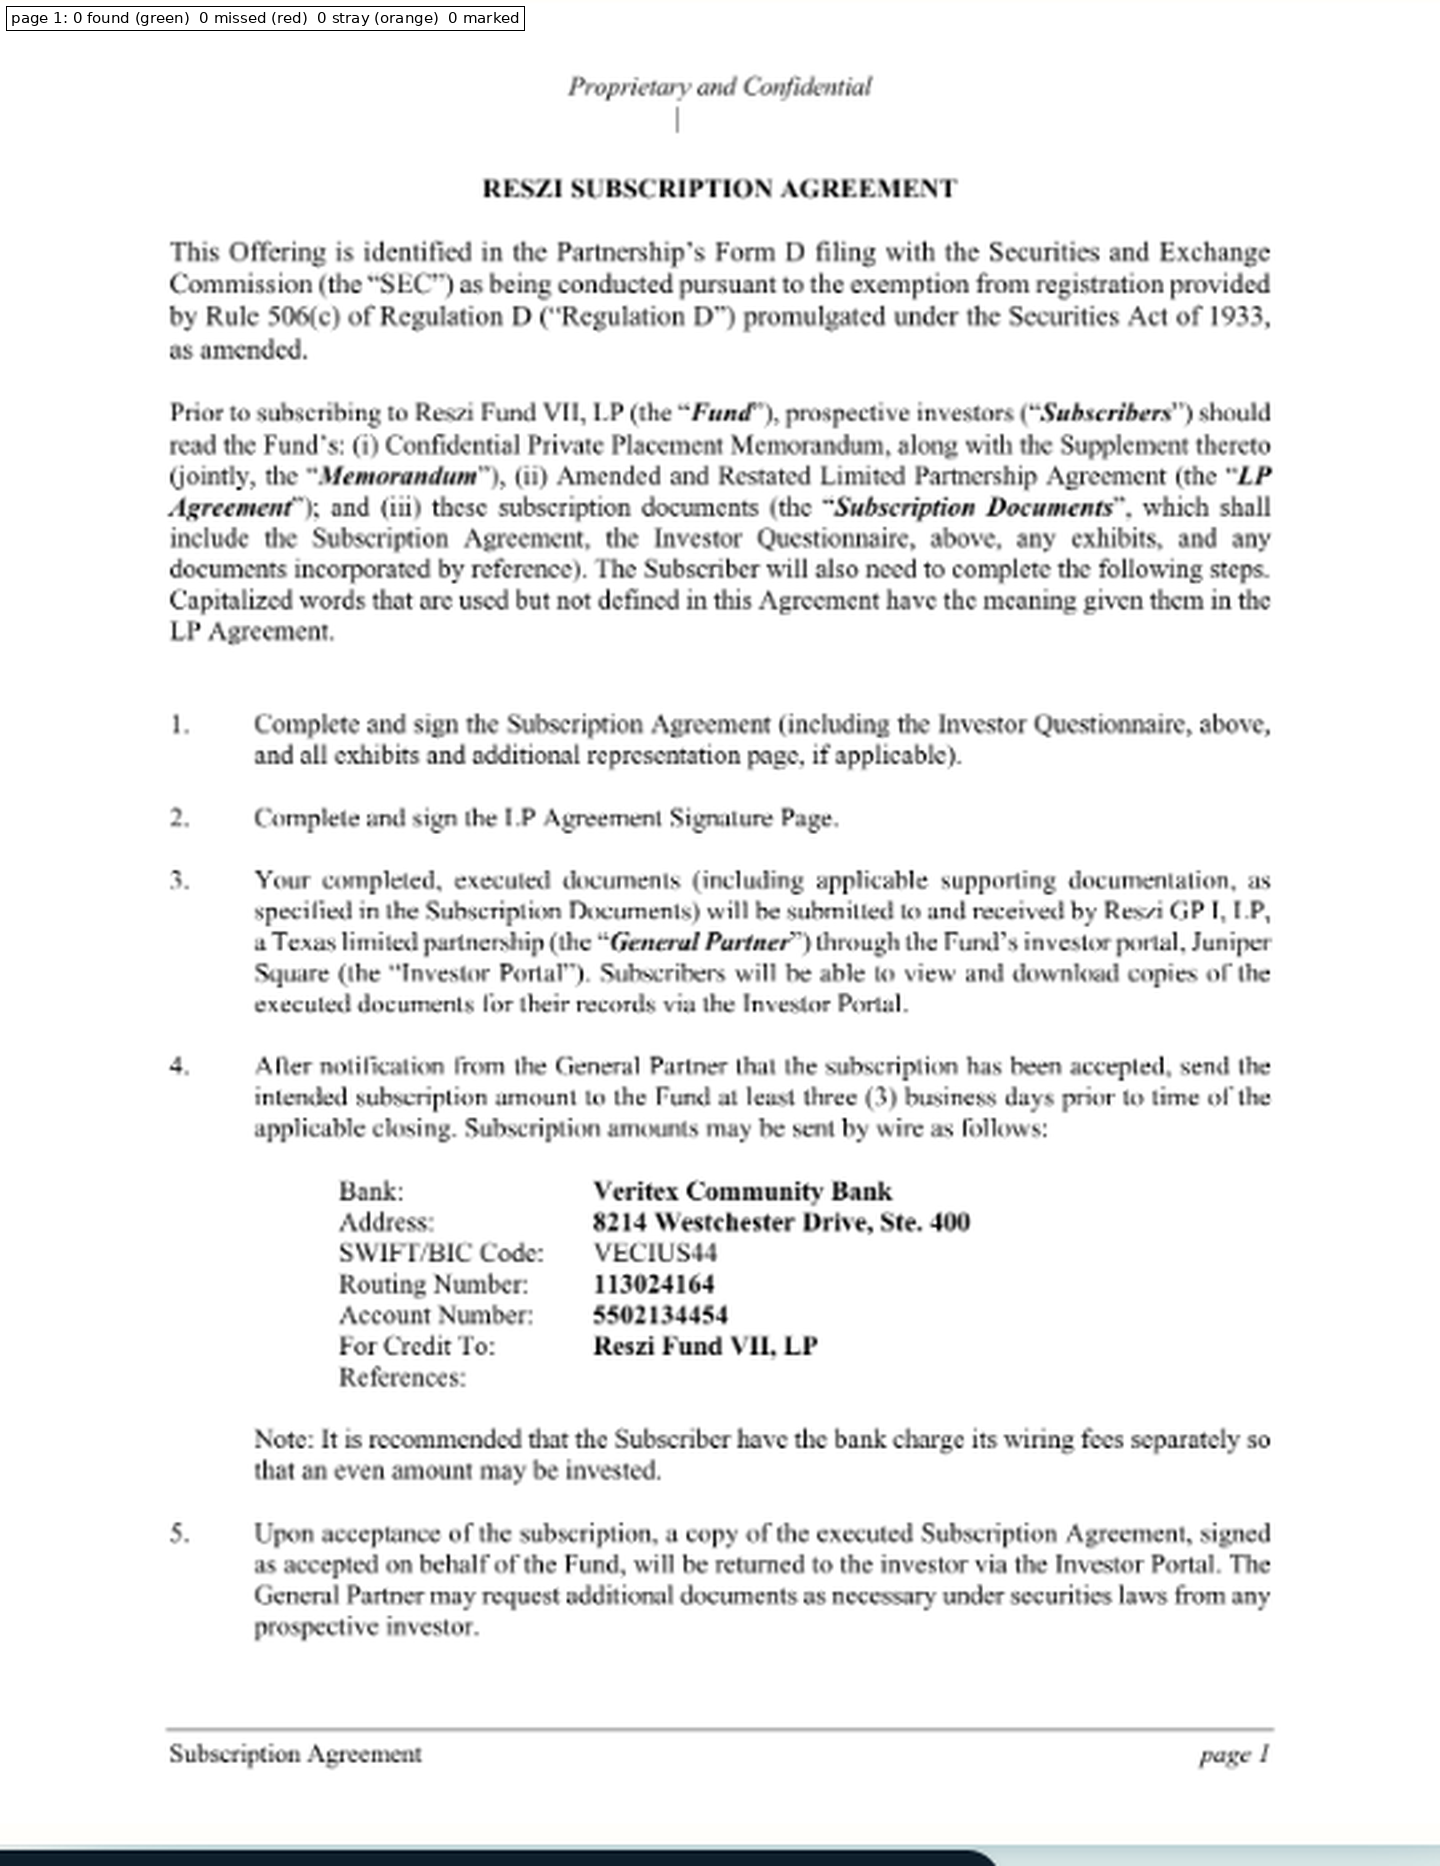 page 1: 0 found (green)  0 missed (red)  0 stray (orange)  0 marked
Proprietary and Confidential
RESZI SUBSCRIPTION AGREEMENT
This Offering is identified in the Partnership’s Form D filing with the Securities and Exchange
Commission (the “SEC”) as being conducted pursuant to the exemption from registration provided
by Rule 506(c) of Regulation D (“Regulation D”) promulgated under the Securities Act of 1933,
as amended.
Prior to subscribing to Reszi Fund VII, LP (the “Fund”), prospective investors (“Subscribers”) should
read the Fund’s: (i) Confidential Private Placement Memorandum, along with the Supplement thereto
(jointly, the “Memorandum”), (ii) Amended and Restated Limited Partnership Agreement (the “LP
Agreement”); and (iii) these subscription documents (the “Subscription Documents”, which shall
include the Subscription Agreement, the Investor Questionnaire, above, any exhibits, and any
documents incorporated by reference). The Subscriber will also need to complete the following steps.
Capitalized words that are used but not defined in this Agreement have the meaning given them in the
LP Agreement.
1. Complete and sign the Subscription Agreement (including the Investor Questionnaire, above,
and all exhibits and additional representation page, if applicable).
2. Complete and sign the LP Agreement Signature Page.
3. Your completed, executed documents (including applicable supporting documentation, as
specified in the Subscription Documents) will be submitted to and received by Reszi GP I, LP,
a Texas limited partnership (the “General Partner”) through the Fund’s investor portal, Juniper
Square (the “Investor Portal”). Subscribers will be able to view and download copies of the
executed documents for their records via the Investor Portal.
4. After notification from the General Partner that the subscription has been accepted, send the
intended subscription amount to the Fund at least three (3) business days prior to time of the
applicable closing. Subscription amounts may be sent by wire as follows:
Bank: Veritex Community Bank
Address: 8214 Westchester Drive, Ste. 400
SWIFT/BIC Code: VECIUS44
Routing Number: 113024164
Account Number: 5502134454
For Credit To: Reszi Fund VII, LP
References:
Note: It is recommended that the Subscriber have the bank charge its wiring fees separately so
that an even amount may be invested.
5. Upon acceptance of the subscription, a copy of the executed Subscription Agreement, signed
as accepted on behalf of the Fund, will be returned to the investor via the Investor Portal. The
General Partner may request additional documents as necessary under securities laws from any
prospective investor.
Subscription Agreement page 1